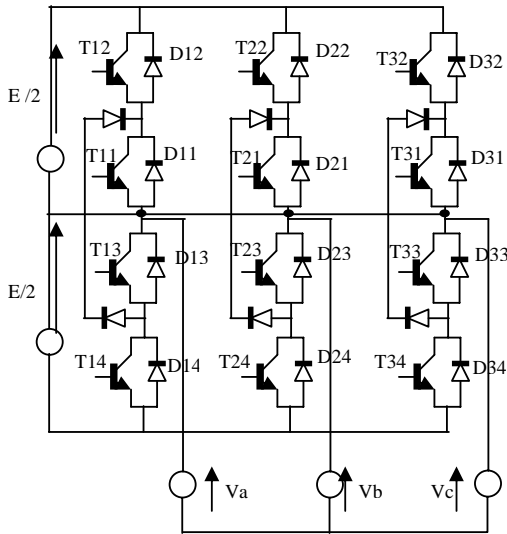 T12 D12 T22 D22 T32 D32
E /2
T11 D11 T21 D21 T31 D31
T13 D13 T23 D23 T33 D33
E/2
T14 D14 T24 D24 T34 D34
Va Vb Vc